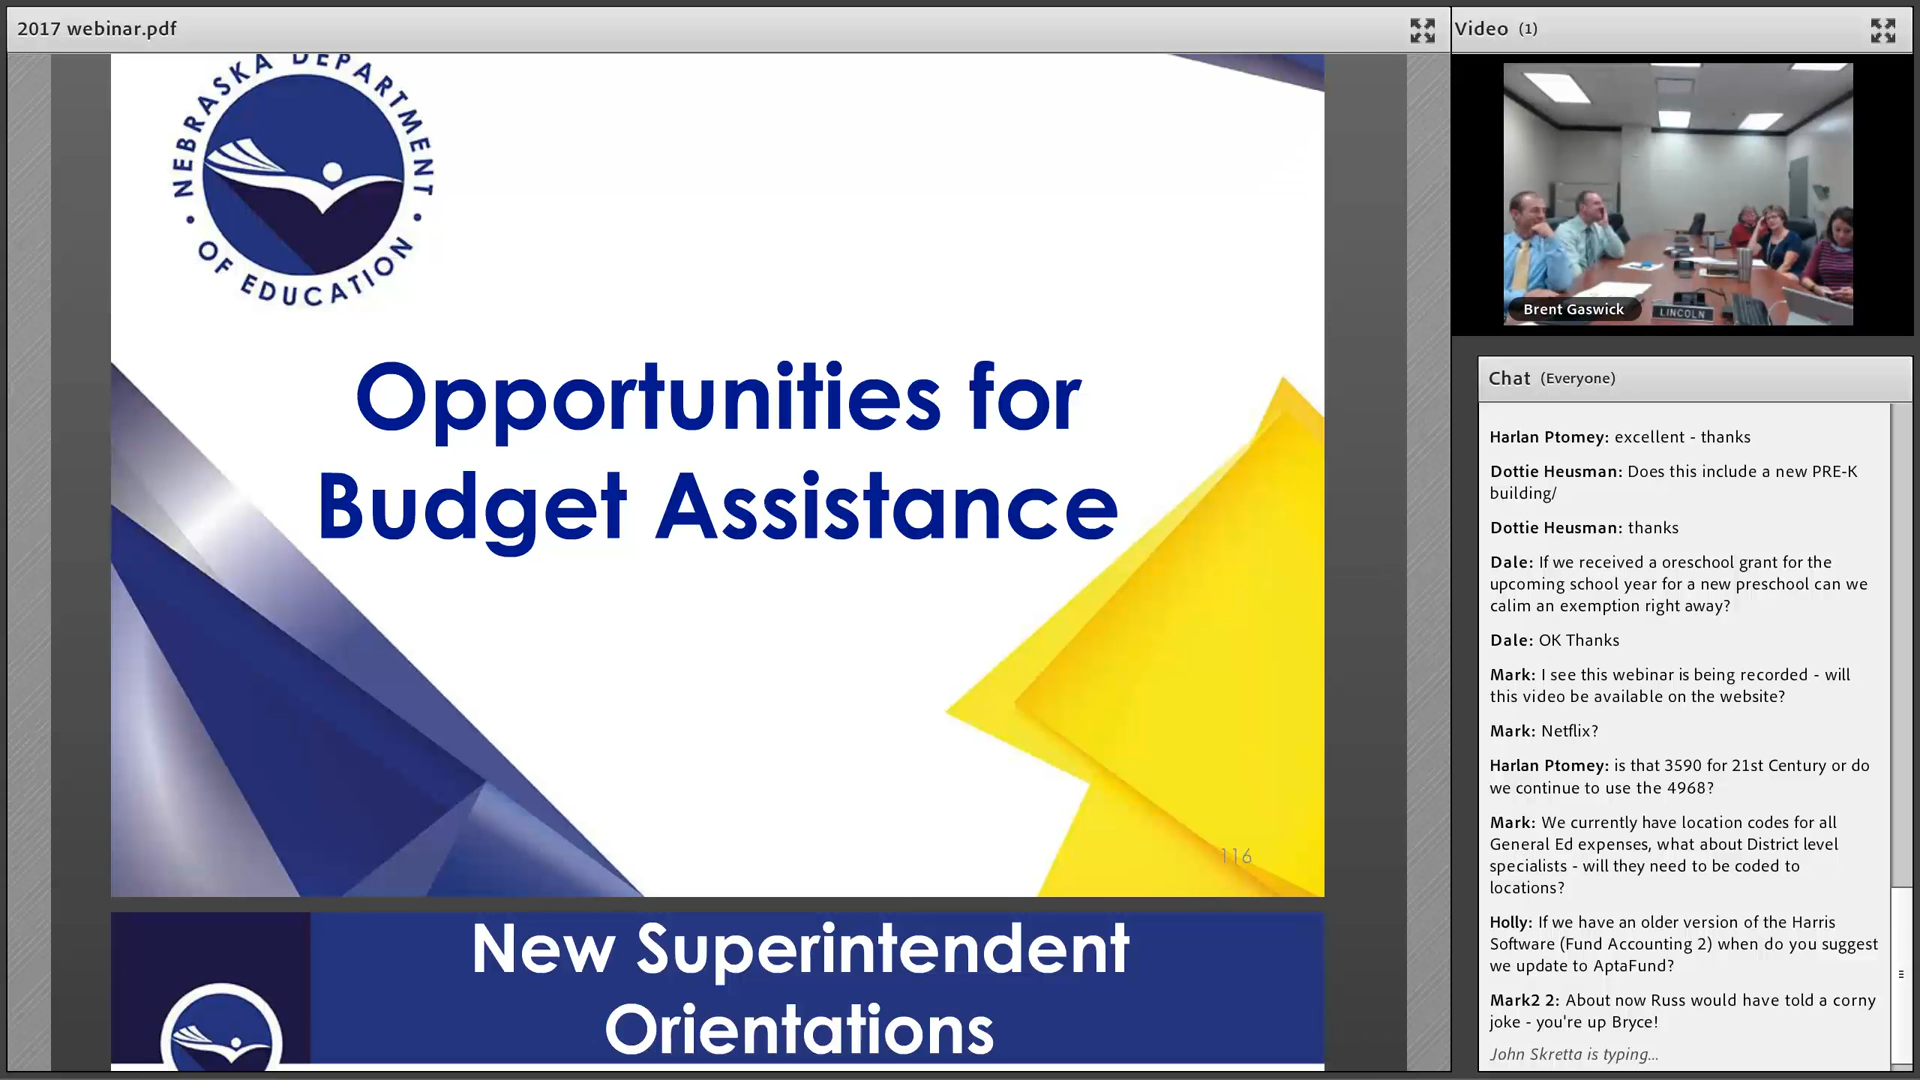 2017 webinar.pdf
NEBRASKA DEPARTMENT
OF EDUCATION
Opportunities for
Budget Assistance
116
New Superintendent
Orientations
Video (1)
Brent Gaswick
LINCOLN
Chat (Everyone)
Harlan Ptomey: excellent - thanks
Dottie Heusman: Does this include a new PRE-K
building/
Dottie Heusman: thanks
Dale: If we received a oreschool grant for the
upcoming school year for a new preschool can we
calim an exemption right away?
Dale: OK Thanks
Mark: I see this webinar is being recorded - will
this video be available on the website?
Mark: Netflix?
Harlan Ptomey: is that 3590 for 21st Century or do
we continue to use the 4968?
Mark: We currently have location codes for all
General Ed expenses, what about District level
specialists - will they need to be coded to
locations?
Holly: If we have an older version of the Harris
Software (Fund Accounting 2) when do you suggest
we update to AptaFund?
Mark2 2: About now Russ would have told a corny
joke - you're up Bryce!
John Skretta is typing...